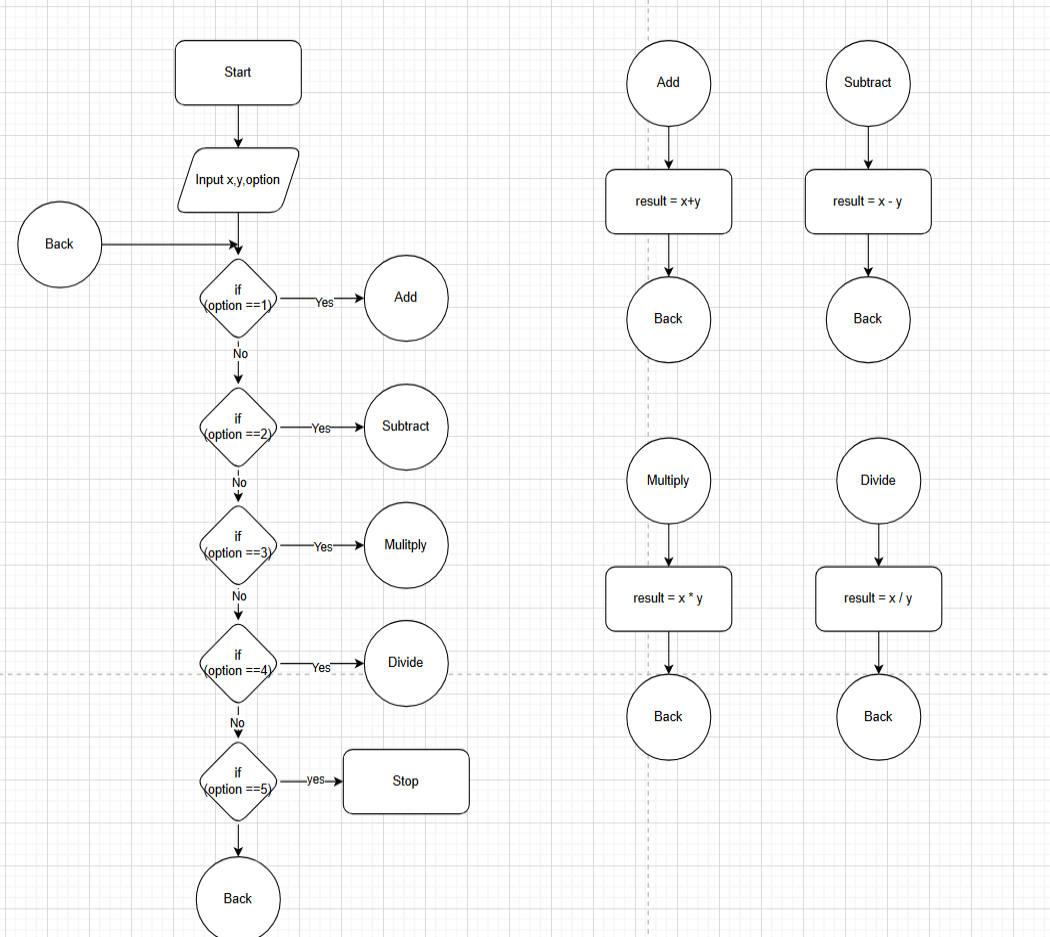 Start
Input x,y,option
Back
if
(option ==1)
Yes
Add
No
if
(option ==2)
Yes
Subtract
No
if
(option ==3)
Yes
Mulitply
No
if
(option ==4)
Yes
Divide
No
if
(option ==5)
yes
Stop
Back
Add
result = x+y
Back
Subtract
result = x - y
Back
Multiply
result = x * y
Back
Divide
result = x / y
Back